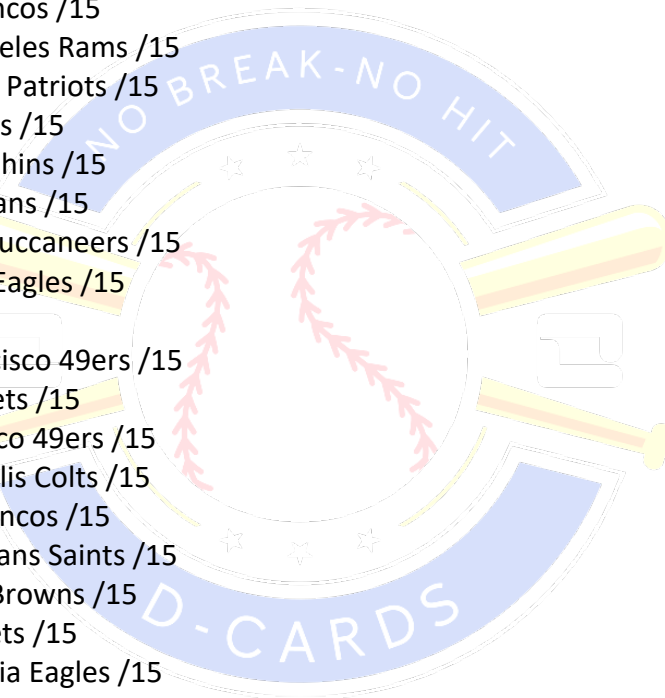 ncos /15
eles Rams /15
Patriots /15
s /15
hins /15
ans /15
uccaneers /15
Eagles /15
cisco 49ers /15
ets /15
co 49ers /15
lis Colts /15
ncos /15
ans Saints /15
Browns /15
ets /15
ia Eagles /15
NO BREAK-NO HIT
D-CARDS